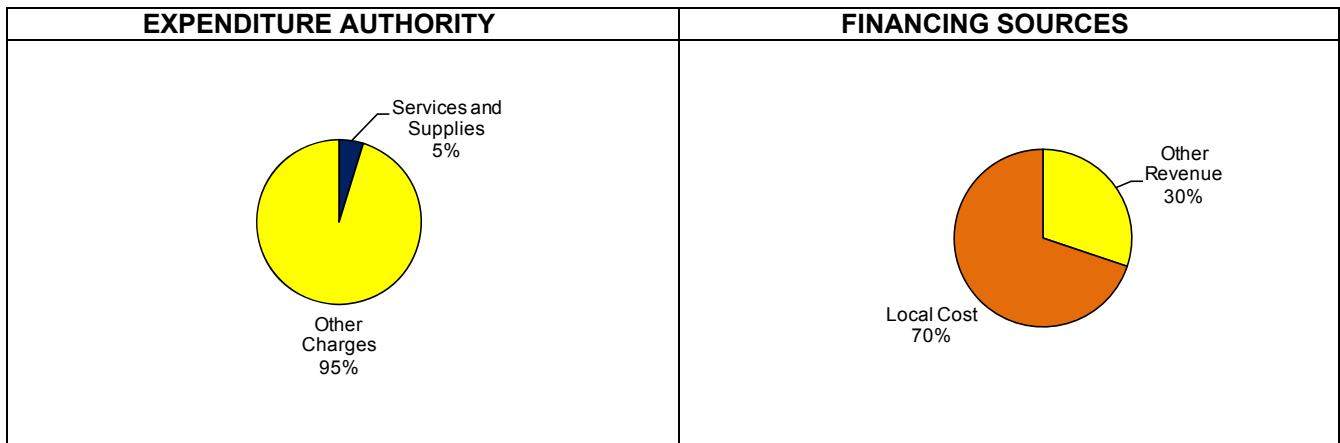 EXPENDITURE AUTHORITY
FINANCING SOURCES
Services and
Supplies
5%
Other
Charges
95%
Other
Revenue
30%
Local Cost
70%